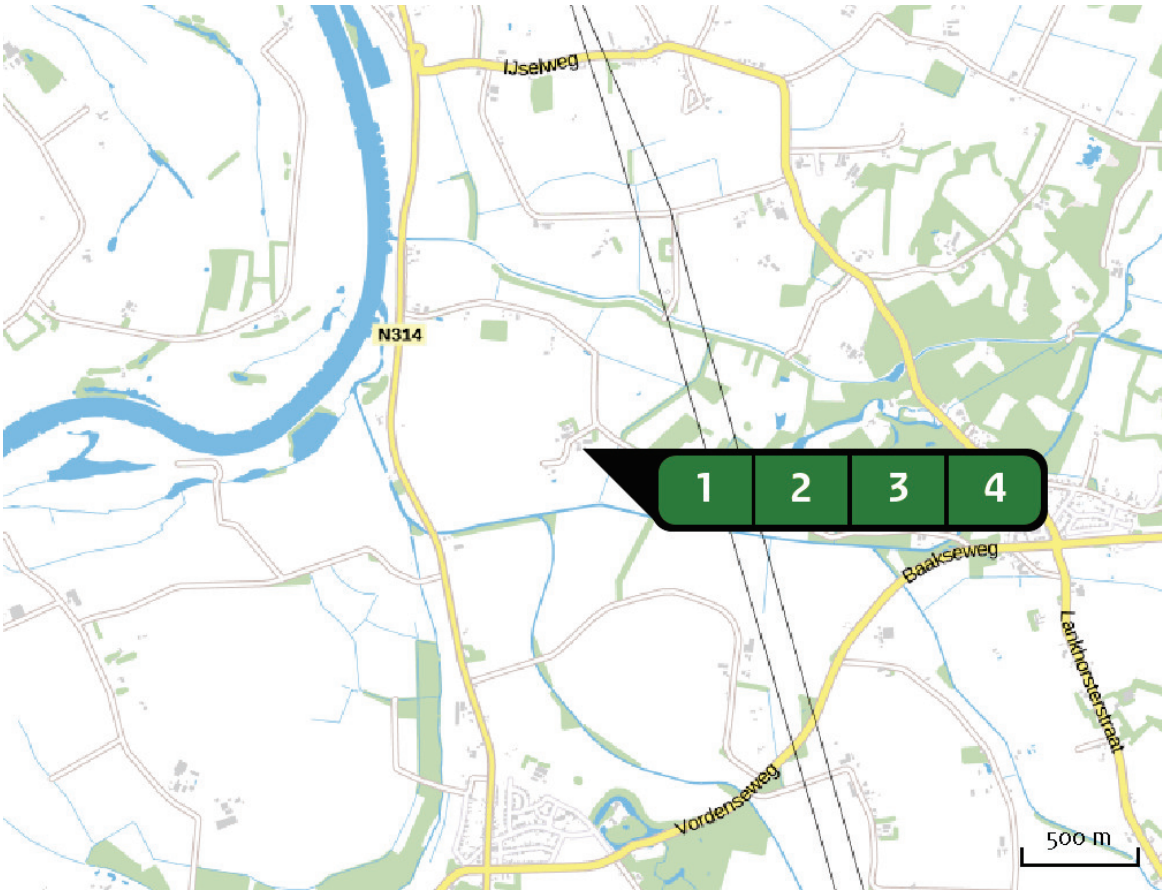 IJselweg
N314
1 2 3 4
Baakseweg
Lankhorsterstraat
Vordenseweg
500 m